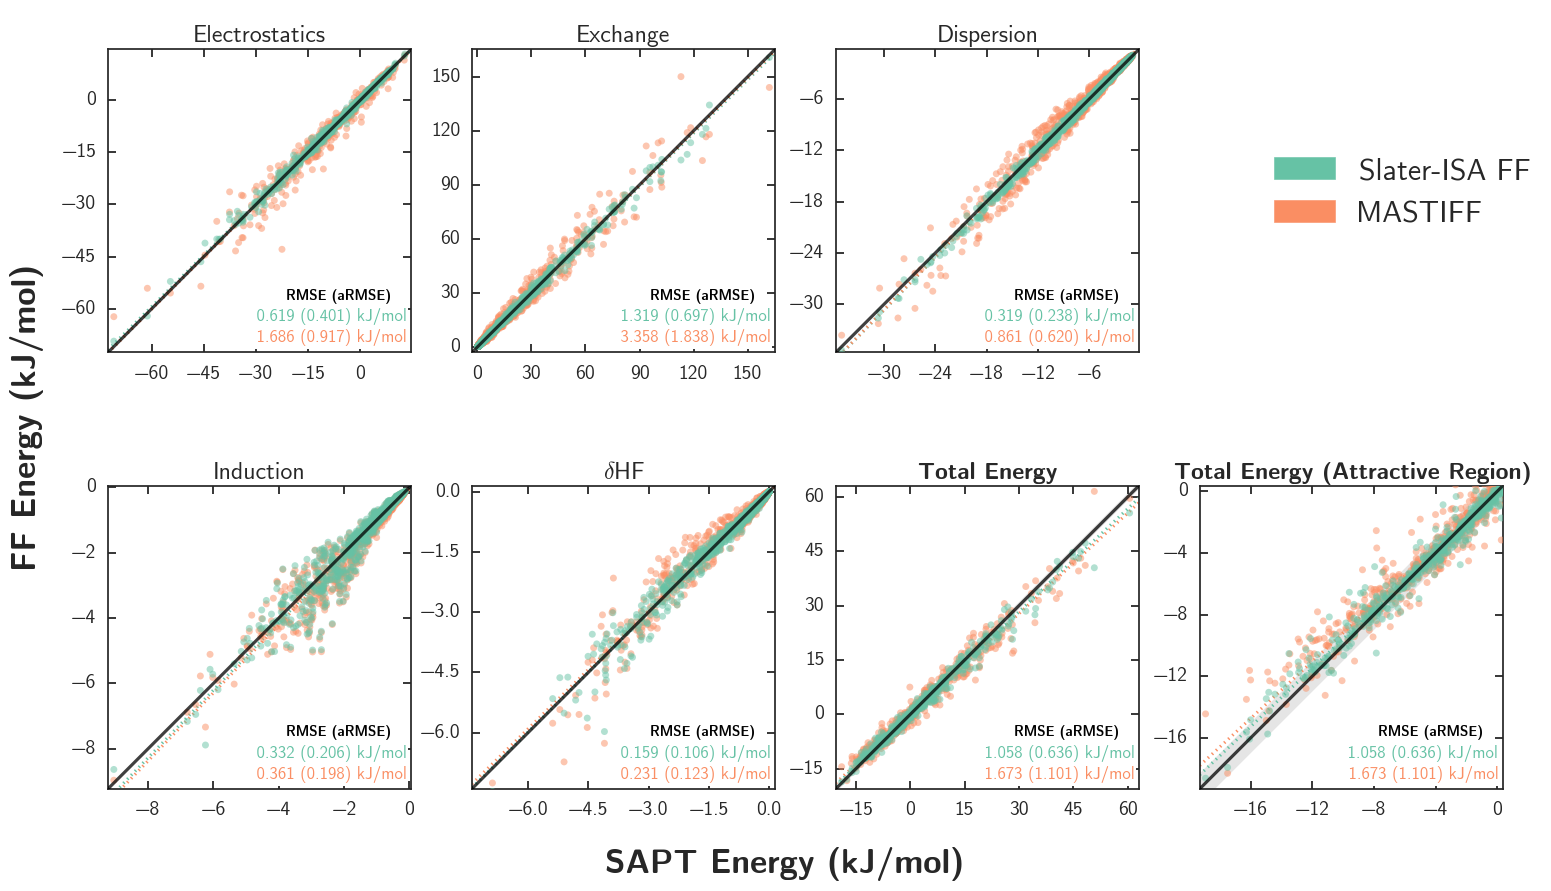 Electrostatics
0
−15
−30
−45
−60
−60 −45 −30 −15 0
RMSE (aRMSE)
0.619 (0.401) kJ/mol
1.686 (0.917) kJ/mol
Exchange
150
120
90
60
30
0
0 30 60 90 120 150
RMSE (aRMSE)
1.319 (0.697) kJ/mol
3.358 (1.838) kJ/mol
Dispersion
−6
−12
−18
−24
−30
−30 −24 −18 −12 −6
RMSE (aRMSE)
0.319 (0.238) kJ/mol
0.861 (0.620) kJ/mol
Slater-ISA FF
MASTIFF
FF Energy (kJ/mol)
Induction
0
−2
−4
−6
−8
−8 −6 −4 −2 0
RMSE (aRMSE)
0.332 (0.206) kJ/mol
0.361 (0.198) kJ/mol
δHF
0.0
−1.5
−3.0
−4.5
−6.0
−6.0 −4.5 −3.0 −1.5 0.0
RMSE (aRMSE)
0.159 (0.106) kJ/mol
0.231 (0.123) kJ/mol
Total Energy
60
45
30
15
0
−15
−15 0 15 30 45 60
RMSE (aRMSE)
1.058 (0.636) kJ/mol
1.673 (1.101) kJ/mol
Total Energy (Attractive Region)
0
−4
−8
−12
−16
−16 −12 −8 −4 0
RMSE (aRMSE)
1.058 (0.636) kJ/mol
1.673 (1.101) kJ/mol
SAPT Energy (kJ/mol)